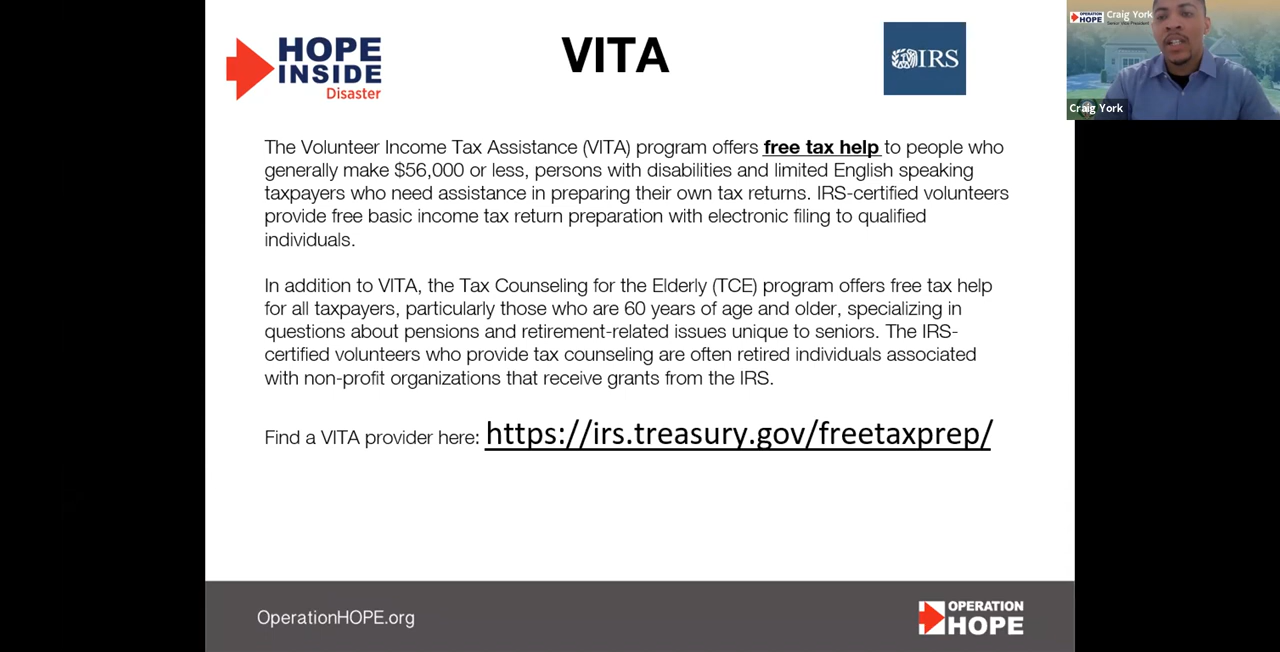 HOPE
INSIDE
Disaster
VITA
IRS
OPERATION
HOPE
Craig York
Senior Vice President
Craig York
The Volunteer Income Tax Assistance (VITA) program offers free tax help to people who
generally make $56,000 or less, persons with disabilities and limited English speaking
taxpayers who need assistance in preparing their own tax returns. IRS-certified volunteers
provide free basic income tax return preparation with electronic filing to qualified
individuals.
In addition to VITA, the Tax Counseling for the Elderly (TCE) program offers free tax help
for all taxpayers, particularly those who are 60 years of age and older, specializing in
questions about pensions and retirement-related issues unique to seniors. The IRS-
certified volunteers who provide tax counseling are often retired individuals associated
with non-profit organizations that receive grants from the IRS.
Find a VITA provider here: https://irs.treasury.gov/freetaxprep/
OperationHOPE.org
OPERATION
HOPE